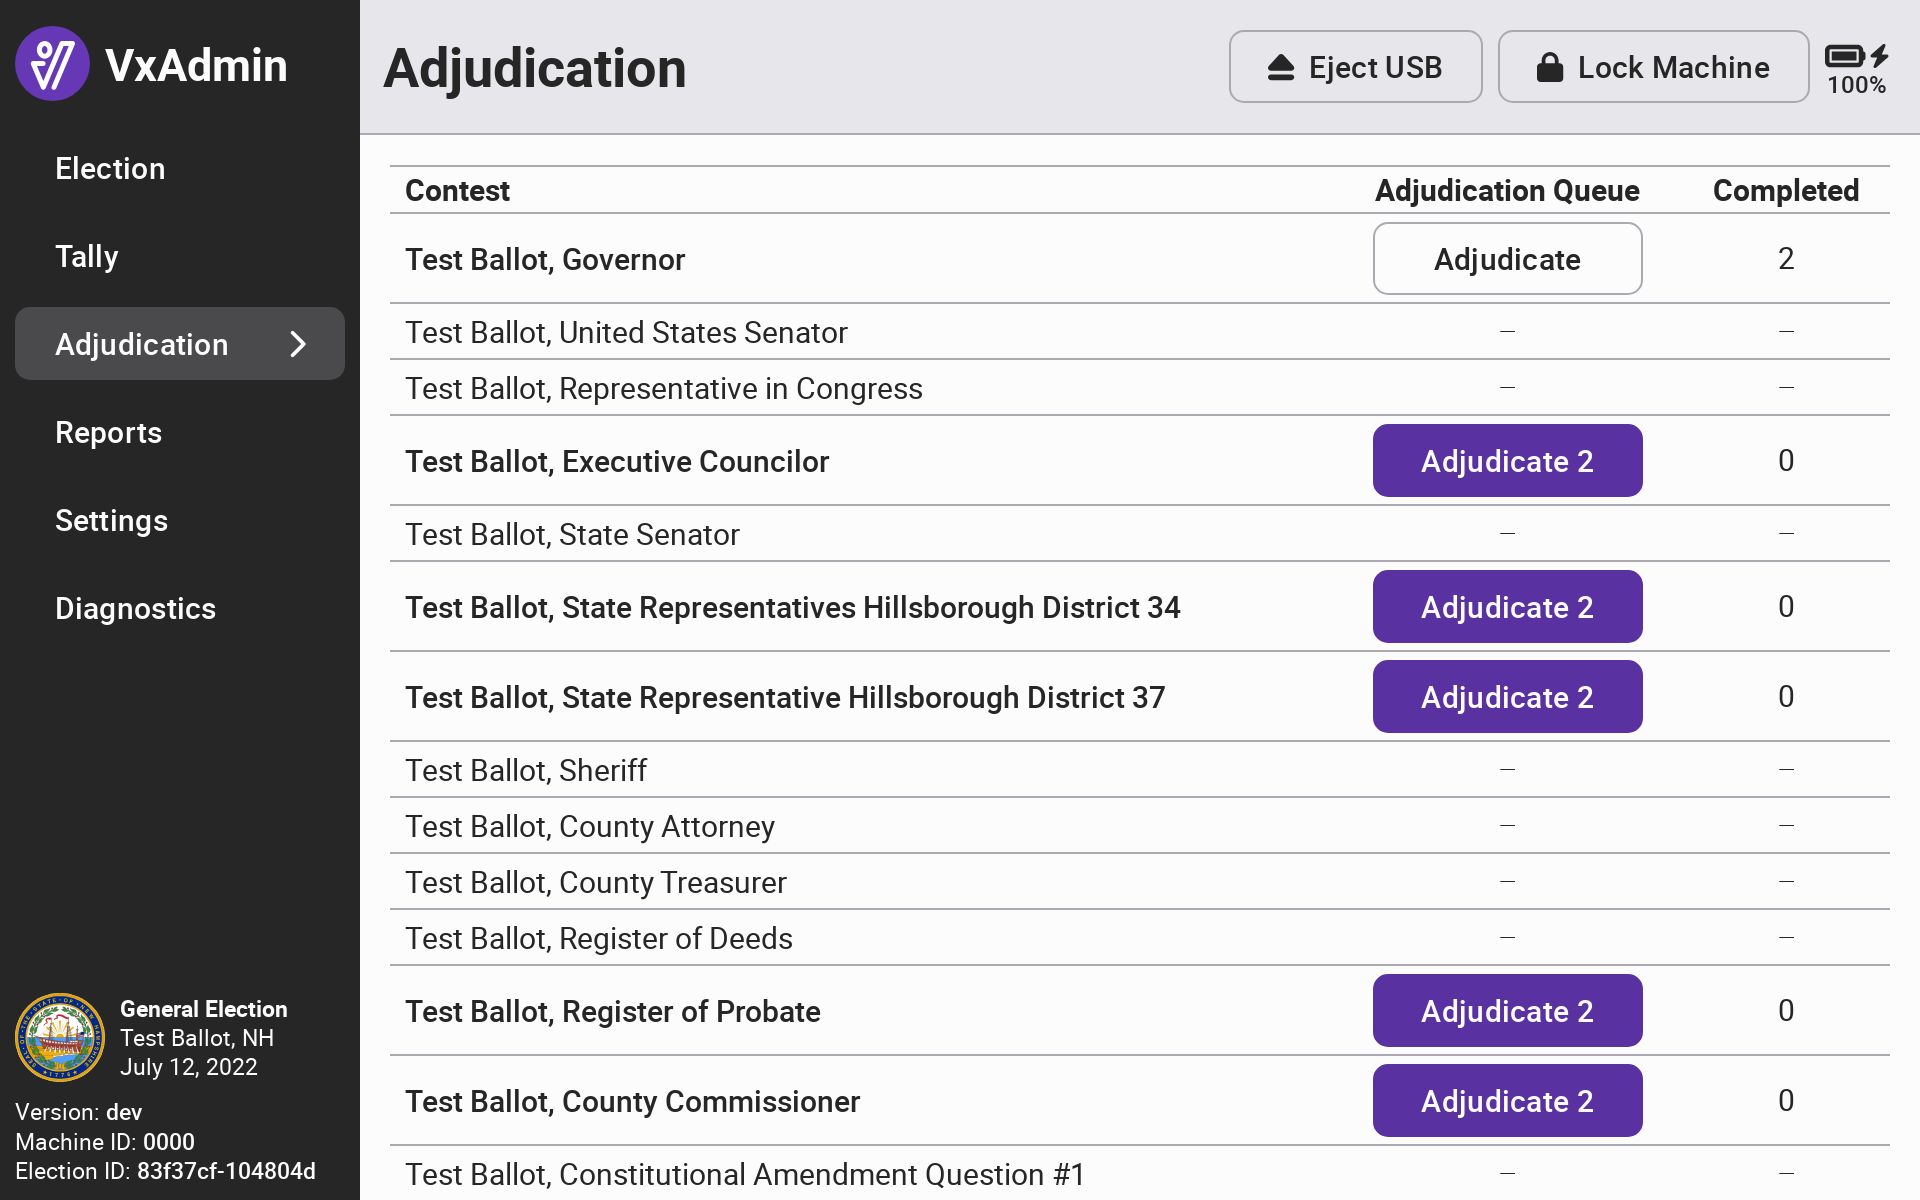 VxAdmin
Election
Tally
Adjudication
Reports
Settings
Diagnostics
General Election
Test Ballot, NH
July 12, 2022
Version: dev
Machine ID: 0000
Election ID: 83f37cf-104804d
Adjudication
Eject USB
Lock Machine
100%
Contest Adjudication Queue Completed
Test Ballot, Governor Adjudicate 2
Test Ballot, United States Senator – –
Test Ballot, Representative in Congress – –
Test Ballot, Executive Councilor Adjudicate 2 0
Test Ballot, State Senator – –
Test Ballot, State Representatives Hillsborough District 34 Adjudicate 2 0
Test Ballot, State Representative Hillsborough District 37 Adjudicate 2 0
Test Ballot, Sheriff – –
Test Ballot, County Attorney – –
Test Ballot, County Treasurer – –
Test Ballot, Register of Deeds – –
Test Ballot, Register of Probate Adjudicate 2 0
Test Ballot, County Commissioner Adjudicate 2 0
Test Ballot, Constitutional Amendment Question #1 – –